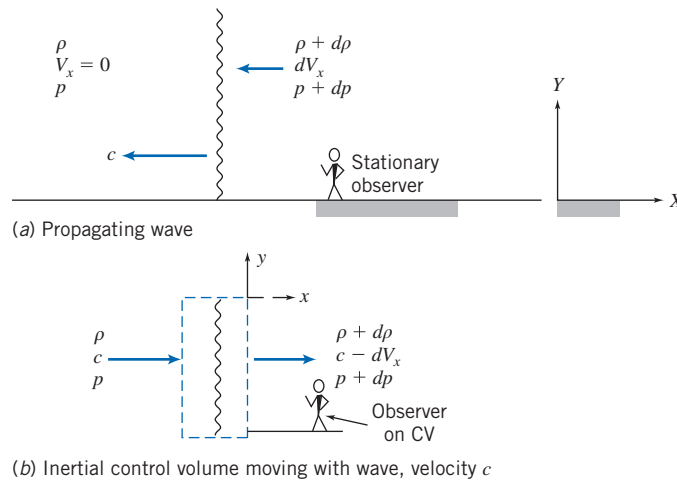 ρ
V_x = 0
p
ρ + dρ
dV_x
p + dp
c
Stationary
observer
Y
X
(a) Propagating wave
y
x
ρ
c
p
ρ + dρ
c − dV_x
p + dp
Observer
on CV
(b) Inertial control volume moving with wave, velocity c